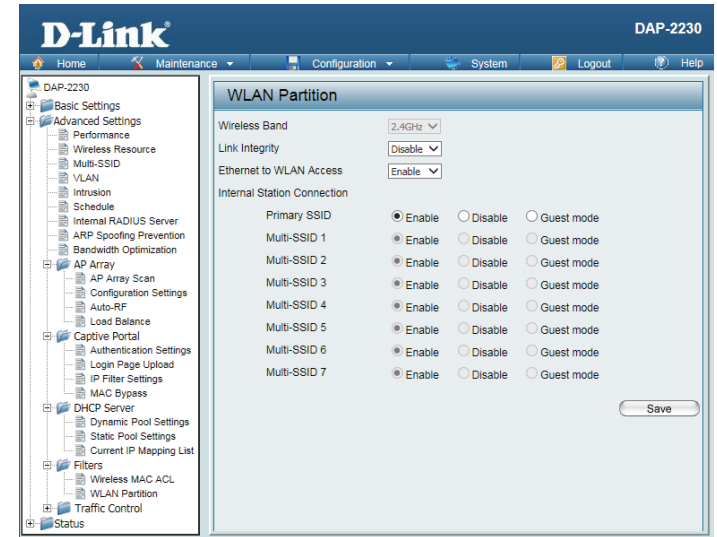 D-Link
DAP-2230
Home
Maintenance
Configuration
System
Logout
Help
DAP-2230
Basic Settings
Advanced Settings
Performance
Wireless Resource
Multi-SSID
VLAN
Intrusion
Schedule
Internal RADIUS Server
ARP Spoofing Prevention
Bandwidth Optimization
AP Array
AP Array Scan
Configuration Settings
Auto-RF
Load Balance
Captive Portal
Authentication Settings
Login Page Upload
IP Filter Settings
MAC Bypass
DHCP Server
Dynamic Pool Settings
Static Pool Settings
Current IP Mapping List
Filters
Wireless MAC ACL
WLAN Partition
Traffic Control
Status
WLAN Partition
Wireless Band 2.4GHz
Link Integrity Disable
Ethernet to WLAN Access Enable
Internal Station Connection
Primary SSID Enable Disable Guest mode
Multi-SSID 1 Enable Disable Guest mode
Multi-SSID 2 Enable Disable Guest mode
Multi-SSID 3 Enable Disable Guest mode
Multi-SSID 4 Enable Disable Guest mode
Multi-SSID 5 Enable Disable Guest mode
Multi-SSID 6 Enable Disable Guest mode
Multi-SSID 7 Enable Disable Guest mode
Save